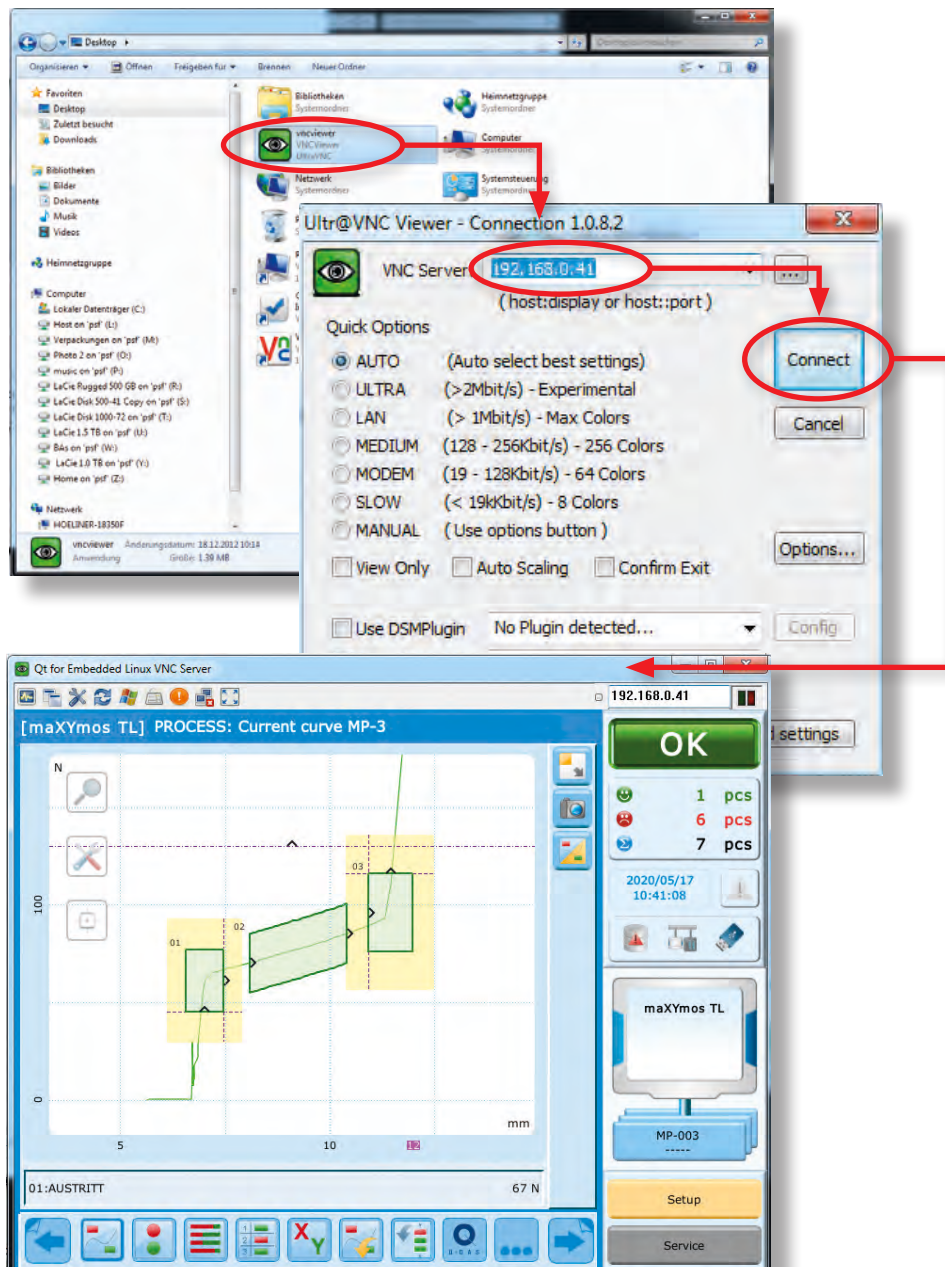 Desktop
Desktop durchsuchen
Organisieren
Öffnen
Freigeben für
Brennen
Neuer Ordner
Favoriten
Desktop
Zuletzt besucht
Downloads
Bibliotheken
Bilder
Dokumente
Musik
Videos
Heimnetzgruppe
Computer
Lokaler Datenträger (C:)
Host on 'psf' (L:)
Verpackungen on 'psf' (M:)
Photo 2 on 'psf' (O:)
music on 'psf' (P:)
LaCie Rugged 500 GB on 'psf' (R:)
LaCie Disk 500-41 Copy on 'psf' (S:)
LaCie Disk 1000-72 on 'psf' (T:)
LaCie 1.5 TB on 'psf' (U:)
BAs on 'psf' (W:)
LaCie 1.0 TB on 'psf' (Y:)
Home on 'psf' (Z:)
Netzwerk
HOELINER-18350F
Bibliotheken
Systemordner
Heimnetzgruppe
Systemordner
vncviewer
VNCViewer
UltraVNC
Computer
Systemordner
Netzwerk
Systemordner
Systemsteuerung
Systemordner
vncviewer Änderungsdatum: 18.12.2012 10:14
Anwendung Größe: 1.39 MB
Ultr@VNC Viewer - Connection 1.0.8.2
VNC Server: 192.168.0.41
...
( host:display or host::port )
Quick Options
AUTO (Auto select best settings)
ULTRA (>2Mbit/s) - Experimental
LAN (> 1Mbit/s) - Max Colors
MEDIUM (128 - 256Kbit/s) - 256 Colors
MODEM (19 - 128Kbit/s) - 64 Colors
SLOW (< 19kKbit/s) - 8 Colors
MANUAL ( Use options button )
Connect
Cancel
Options...
View Only Auto Scaling Confirm Exit
Use DSMPlugin No Plugin detected... Config
settings
Qt for Embedded Linux VNC Server
192.168.0.41
[maXYmos TL] PROCESS: Current curve MP-3
N
100
0
01
02
03
5 10 12
mm
01:AUSTRITT 67 N
OK
1 pcs
6 pcs
7 pcs
2020/05/17
10:41:08
maXYmos TL
MP-003
-----
Setup
Service
1
2
3
X
Y
Q-DAS